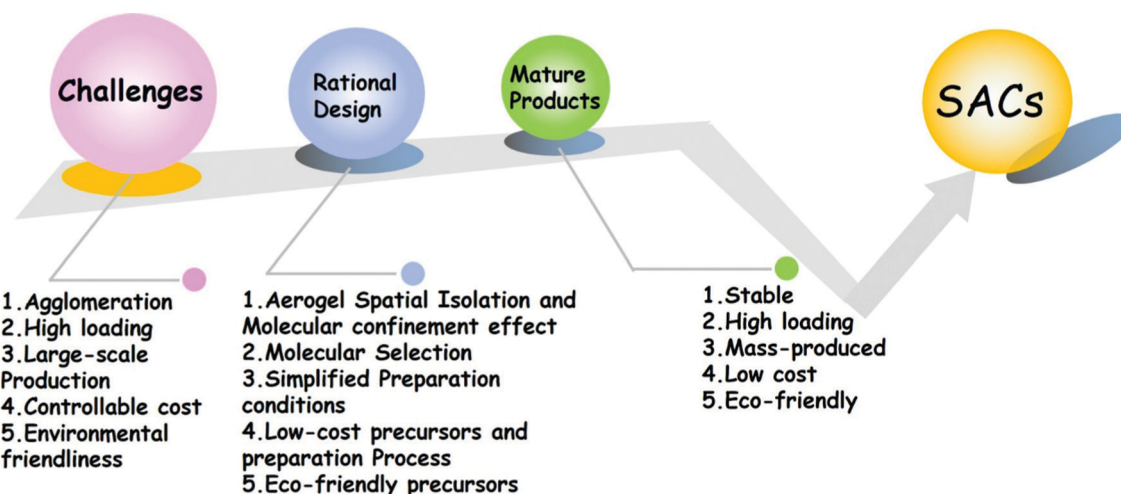 Challenges
Rational
Design
Mature
Products
SACs
1.Agglomeration
2.High loading
3.Large-scale
Production
4.Controllable cost
5.Environmental
friendliness
1.Aerogel Spatial Isolation and
Molecular confinement effect
2.Molecular Selection
3.Simplified Preparation
conditions
4.Low-cost precursors and
preparation Process
5.Eco-friendly precursors
1.Stable
2.High loading
3.Mass-produced
4.Low cost
5.Eco-friendly